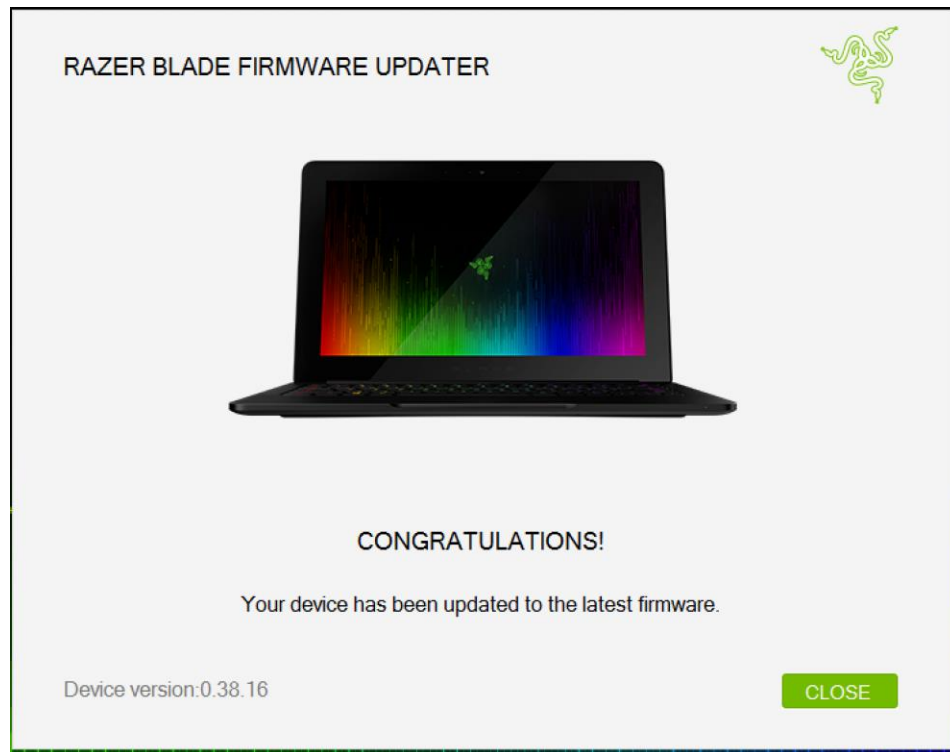 RAZER BLADE FIRMWARE UPDATER
CONGRATULATIONS!
Your device has been updated to the latest firmware.
Device version:0.38.16
CLOSE